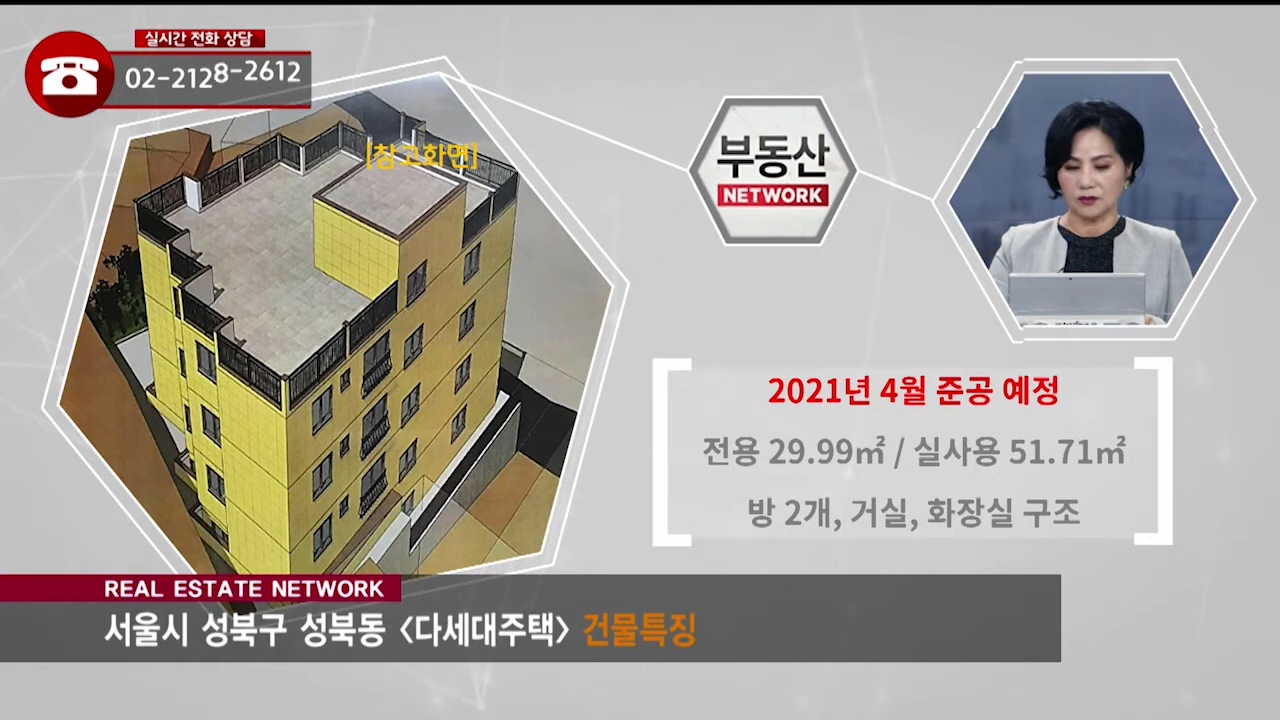 실시간 전화 상담
02-2128-2612
[참고화면]
부동산
NETWORK
2021년 4월 준공 예정
전용 29.99㎡ / 실사용 51.71㎡
방 2개, 거실, 화장실 구조
REAL ESTATE NETWORK
서울시 성북구 성북동 <다세대주택> 건물특징